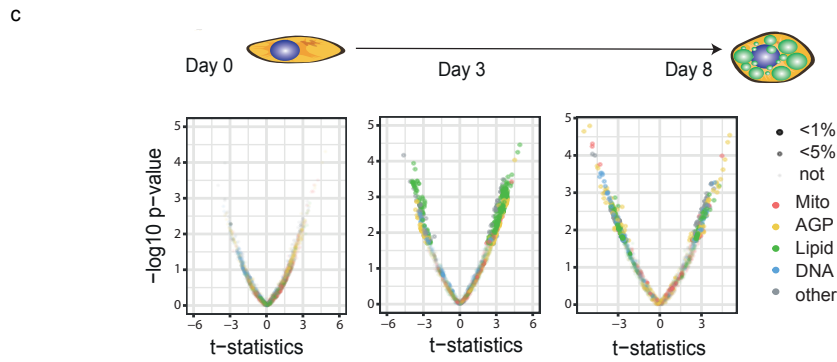 c
Day 0
Day 3
Day 8
5
4
3
2
1
0
−6 −3 0 3 6
t−statistics
5
4
3
2
1
0
−6 −3 0 3 6
t−statistics
5
4
3
2
1
0
−3 0 3
t−statistics
−log10 p−value
<1%
<5%
not
Mito
AGP
Lipid
DNA
other